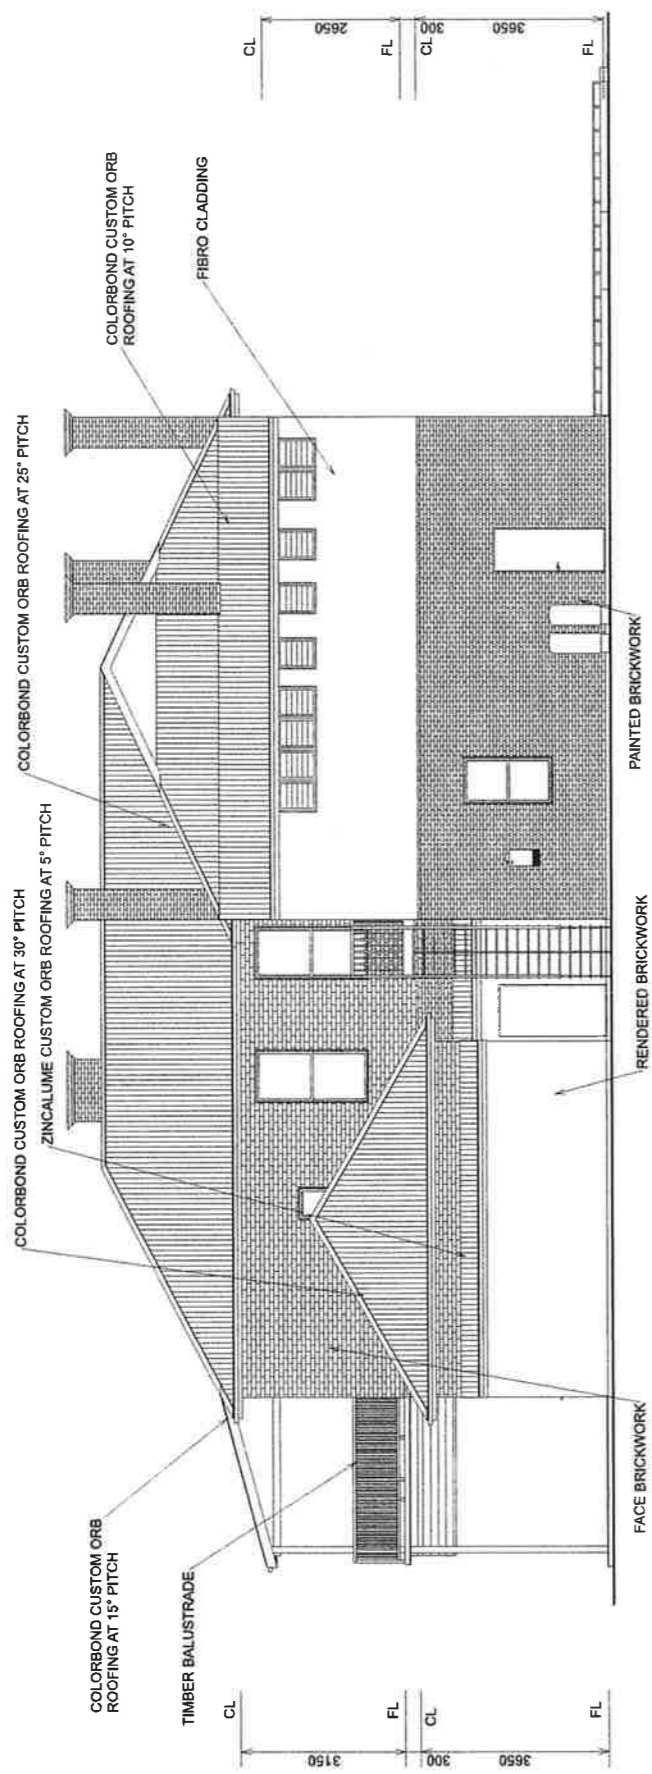 COLORBOND CUSTOM ORB
ROOFING AT 15° PITCH
TIMBER BALUSTRADE
COLORBOND CUSTOM ORB ROOFING AT 30° PITCH
ZINCALUME CUSTOM ORB ROOFING AT 5° PITCH
COLORBOND CUSTOM ORB ROOFING AT 25° PITCH
COLORBOND CUSTOM ORB
ROOFING AT 10° PITCH
FIBRO CLADDING
CL
3150
FL
CL
300
3650
FL
CL
2650
FL
CL
300
3650
FL
FACE BRICKWORK
RENDERED BRICKWORK
PAINTED BRICKWORK